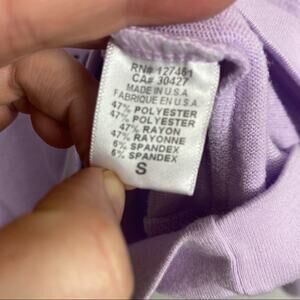 RN# 127461
CA# 30427
MADE IN U.S.A
FABRIQUE EN U.S.A
47% POLYESTER
47% POLYESTER
47% RAYON
47% RAYONNE
6% SPANDEX
6% SPANDEX
S